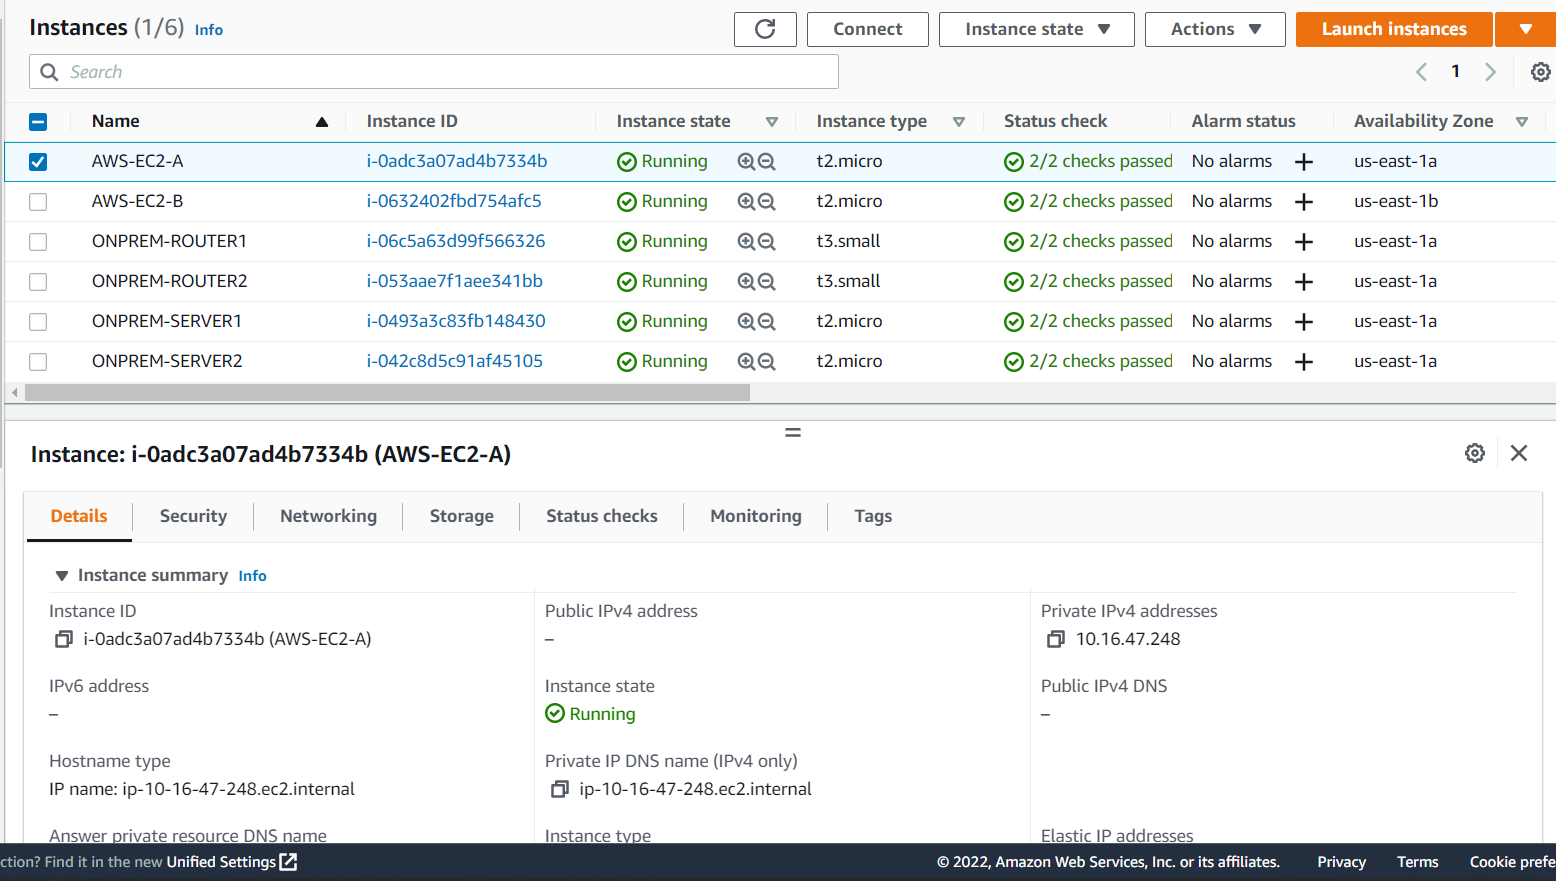 Instances (1/6) Info
Connect
Instance state
Actions
Launch instances
Search
1
Name Instance ID Instance state Instance type Status check Alarm status Availability Zone
AWS-EC2-A i-0adc3a07ad4b7334b Running t2.micro 2/2 checks passed No alarms + us-east-1a
AWS-EC2-B i-0632402fbd754afc5 Running t2.micro 2/2 checks passed No alarms + us-east-1b
ONPREM-ROUTER1 i-06c5a63d99f566326 Running t3.small 2/2 checks passed No alarms + us-east-1a
ONPREM-ROUTER2 i-053aae7f1aee341bb Running t3.small 2/2 checks passed No alarms + us-east-1a
ONPREM-SERVER1 i-0493a3c83fb148430 Running t2.micro 2/2 checks passed No alarms + us-east-1a
ONPREM-SERVER2 i-042c8d5c91af45105 Running t2.micro 2/2 checks passed No alarms + us-east-1a
Instance: i-0adc3a07ad4b7334b (AWS-EC2-A)
Details Security Networking Storage Status checks Monitoring Tags
Instance summary Info
Instance ID
i-0adc3a07ad4b7334b (AWS-EC2-A)
Public IPv4 address
–
Private IPv4 addresses
10.16.47.248
IPv6 address
–
Instance state
Running
Public IPv4 DNS
–
Hostname type
IP name: ip-10-16-47-248.ec2.internal
Private IP DNS name (IPv4 only)
ip-10-16-47-248.ec2.internal
Answer private resource DNS name
Instance type
Elastic IP addresses
ction? Find it in the new Unified Settings
© 2022, Amazon Web Services, Inc. or its affiliates. Privacy Terms Cookie prefe